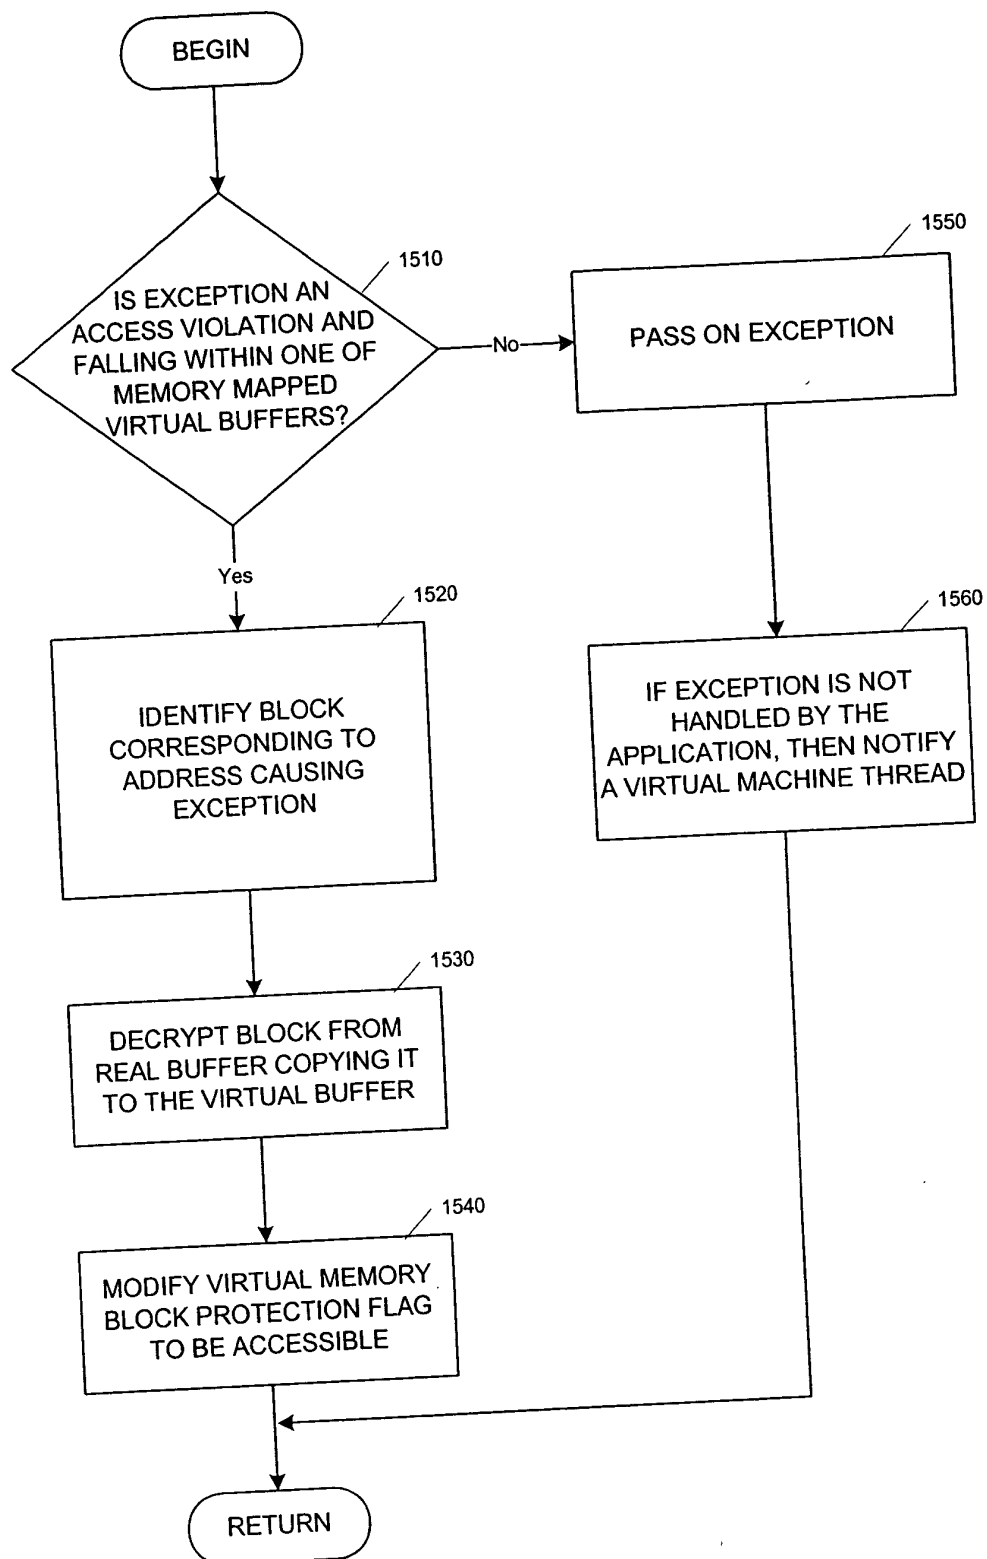 BEGIN
1510
IS EXCEPTION AN
ACCESS VIOLATION AND
FALLING WITHIN ONE OF
MEMORY MAPPED
VIRTUAL BUFFERS?
No
1550
PASS ON EXCEPTION
Yes
1520
IDENTIFY BLOCK
CORRESPONDING TO
ADDRESS CAUSING
EXCEPTION
1560
IF EXCEPTION IS NOT
HANDLED BY THE
APPLICATION, THEN NOTIFY
A VIRTUAL MACHINE THREAD
1530
DECRYPT BLOCK FROM
REAL BUFFER COPYING IT
TO THE VIRTUAL BUFFER
1540
MODIFY VIRTUAL MEMORY
BLOCK PROTECTION FLAG
TO BE ACCESSIBLE
RETURN